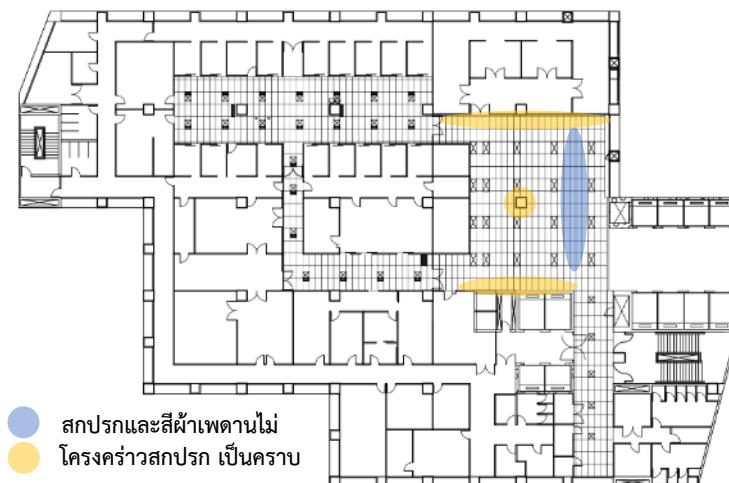 สกปรกและสีฝ้าเพดานไม่
โครงคร่าวสกปรก เป็นคราบ